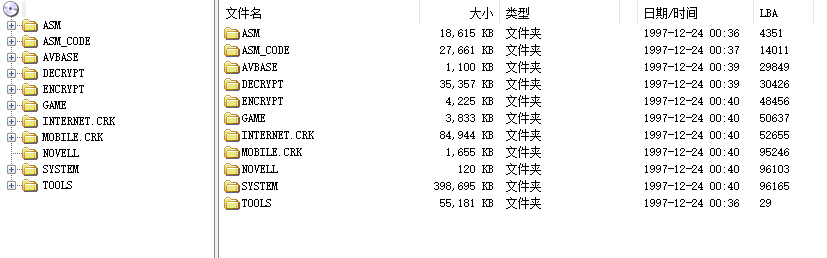 ASM
ASM_CODE
AVBASE
DECRYPT
ENCRYPT
GAME
INTERNET.CRK
MOBILE.CRK
NOVELL
SYSTEM
TOOLS
文件名 大小 类型 日期/时间 LBA
ASM 18,615 KB 文件夹 1997-12-24 00:36 4351
ASM_CODE 27,661 KB 文件夹 1997-12-24 00:37 14011
AVBASE 1,100 KB 文件夹 1997-12-24 00:39 29849
DECRYPT 35,357 KB 文件夹 1997-12-24 00:39 30426
ENCRYPT 4,225 KB 文件夹 1997-12-24 00:40 48456
GAME 3,833 KB 文件夹 1997-12-24 00:40 50637
INTERNET.CRK 84,944 KB 文件夹 1997-12-24 00:40 52655
MOBILE.CRK 1,655 KB 文件夹 1997-12-24 00:40 95246
NOVELL 120 KB 文件夹 1997-12-24 00:40 96103
SYSTEM 398,695 KB 文件夹 1997-12-24 00:40 96165
TOOLS 55,181 KB 文件夹 1997-12-24 00:36 29